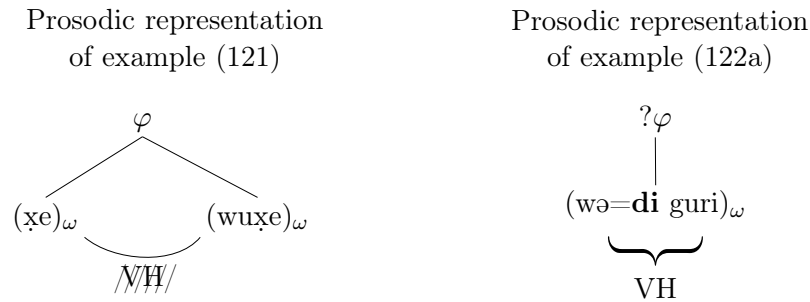 Prosodic representation
of example (121)
φ
(x̣e)ω
(wux̣e)ω
VH
Prosodic representation
of example (122a)
?φ
(wə=di guri)ω
VH